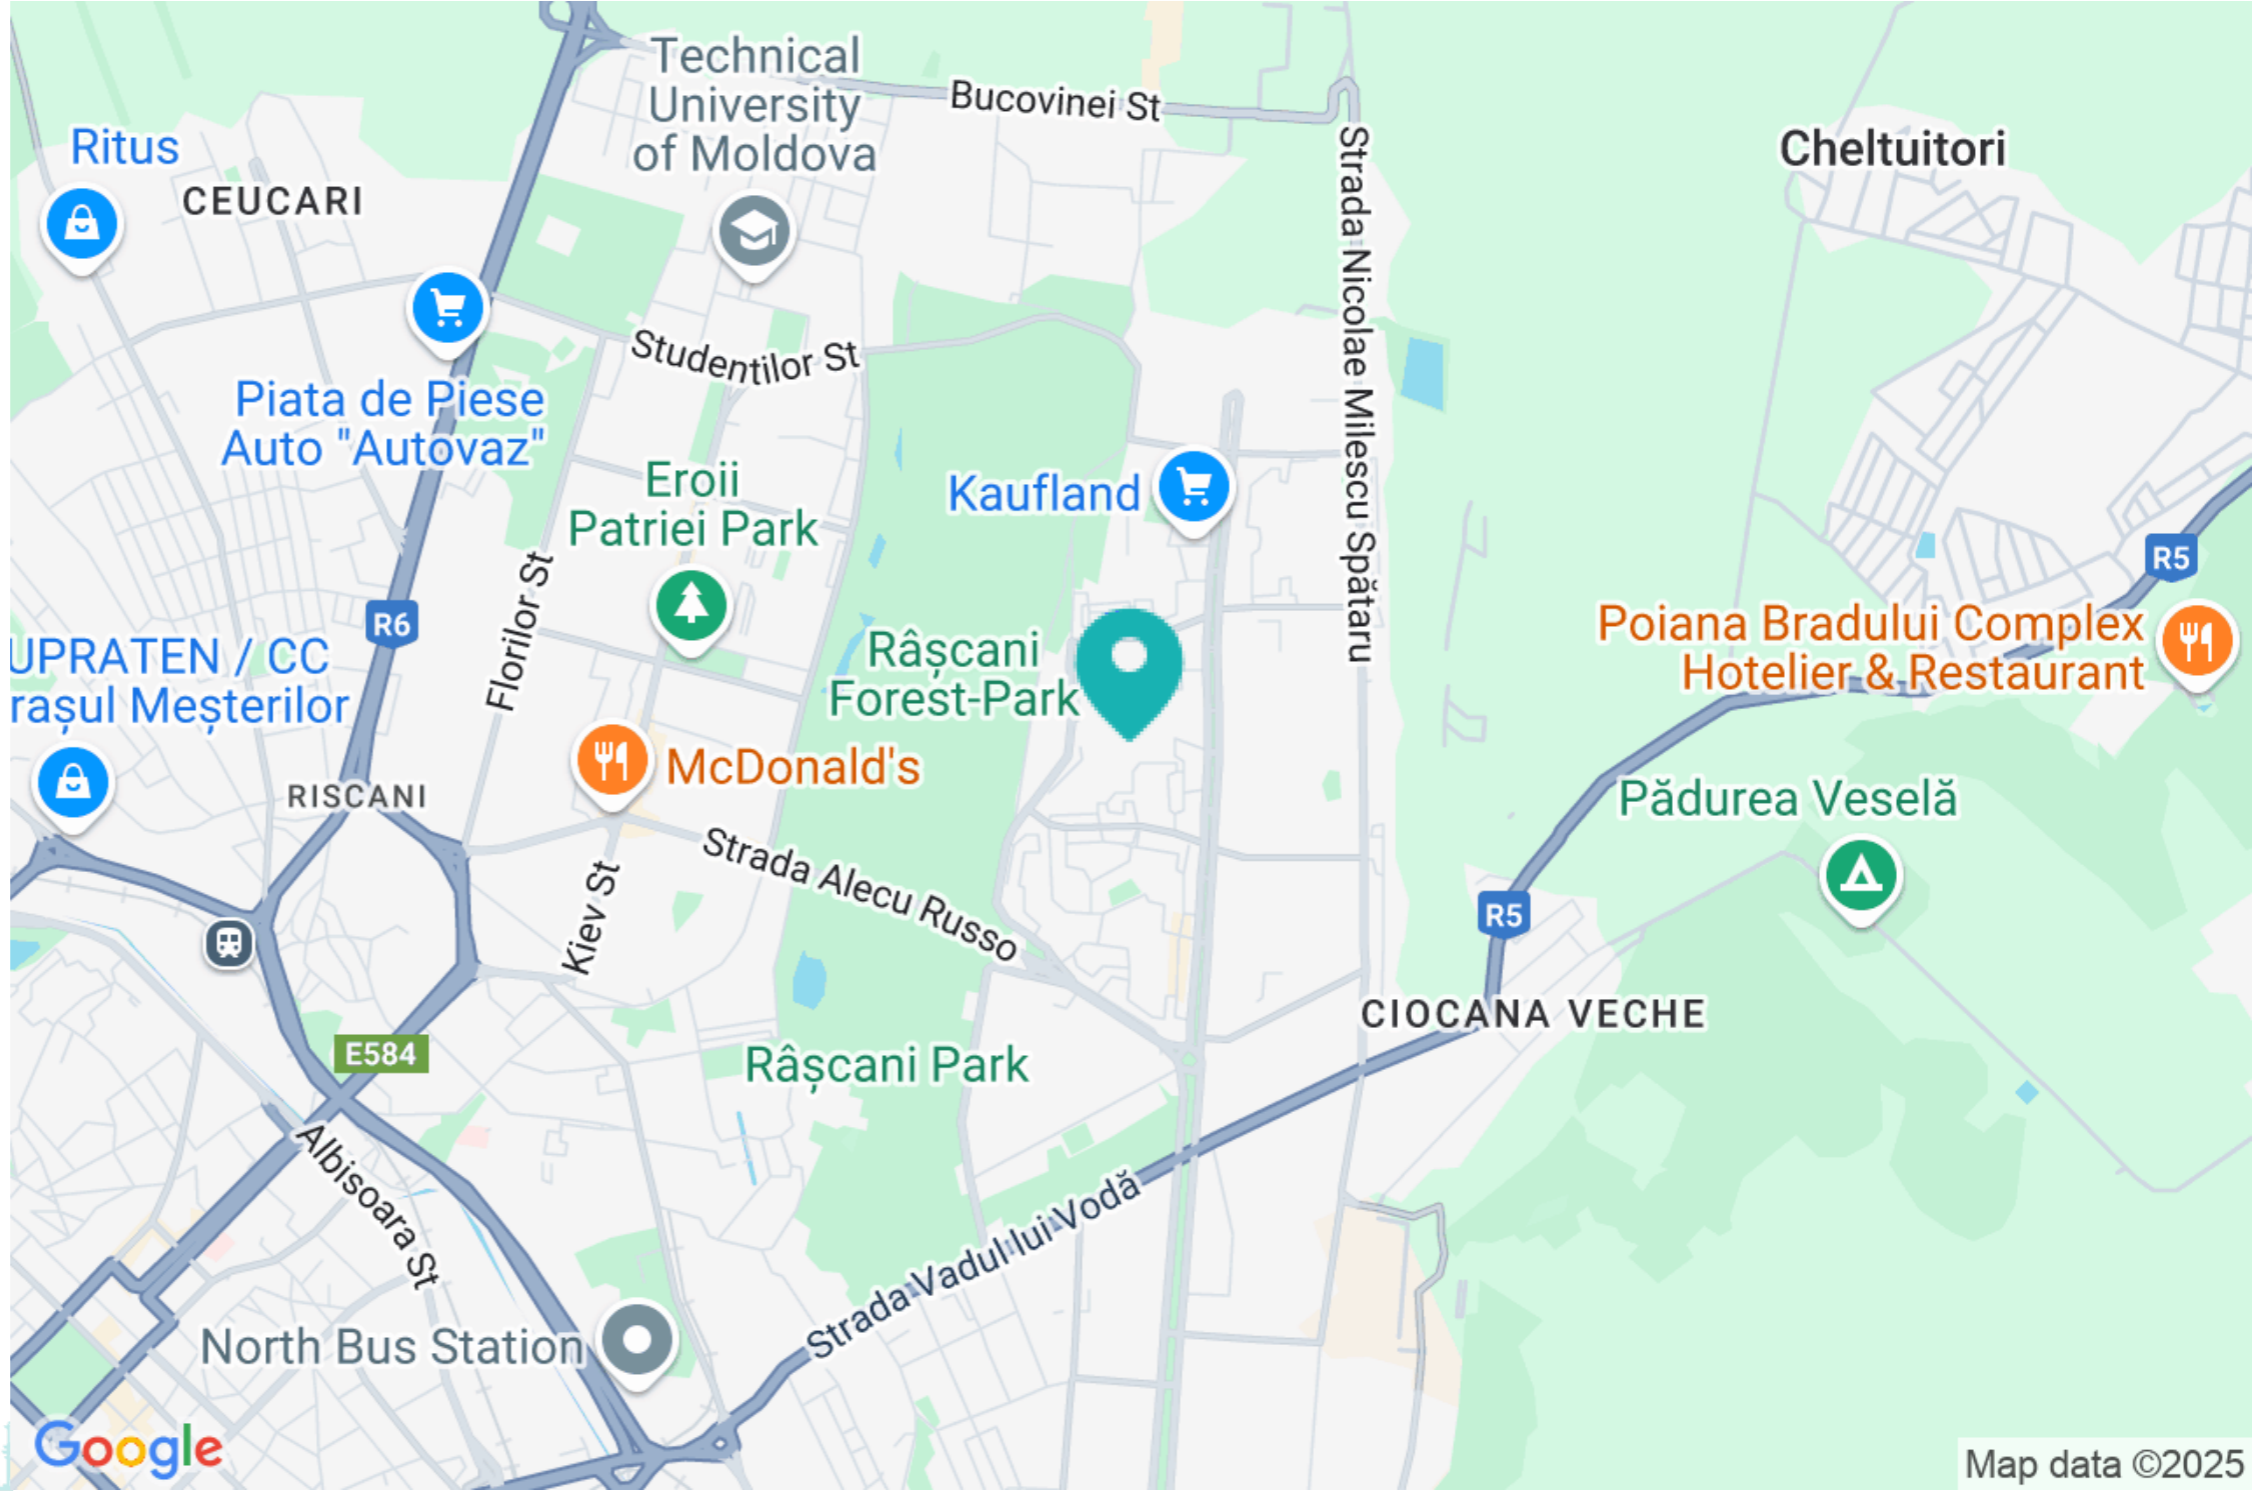 Technical
University
of Moldova
Bucovinei St
Ritus
CEUCARI
Cheltuitori
Strada Nicolae Milescu Spătaru
Studentilor St
Piata de Piese
Auto "Autovaz"
Eroii
Patriei Park
Kaufland
R5
Florilor St
R6
Poiana Bradului Complex
Hotelier & Restaurant
Râșcani
Forest-Park
UPRATEN / CC
rașul Meșterilor
McDonald's
RISCANI
Pădurea Veselă
Strada Alecu Russo
Kiev St
R5
CIOCANA VECHE
E584
Râșcani Park
Albisoara St
Strada Vadul lui Vodă
North Bus Station
Google
Map data ©2025